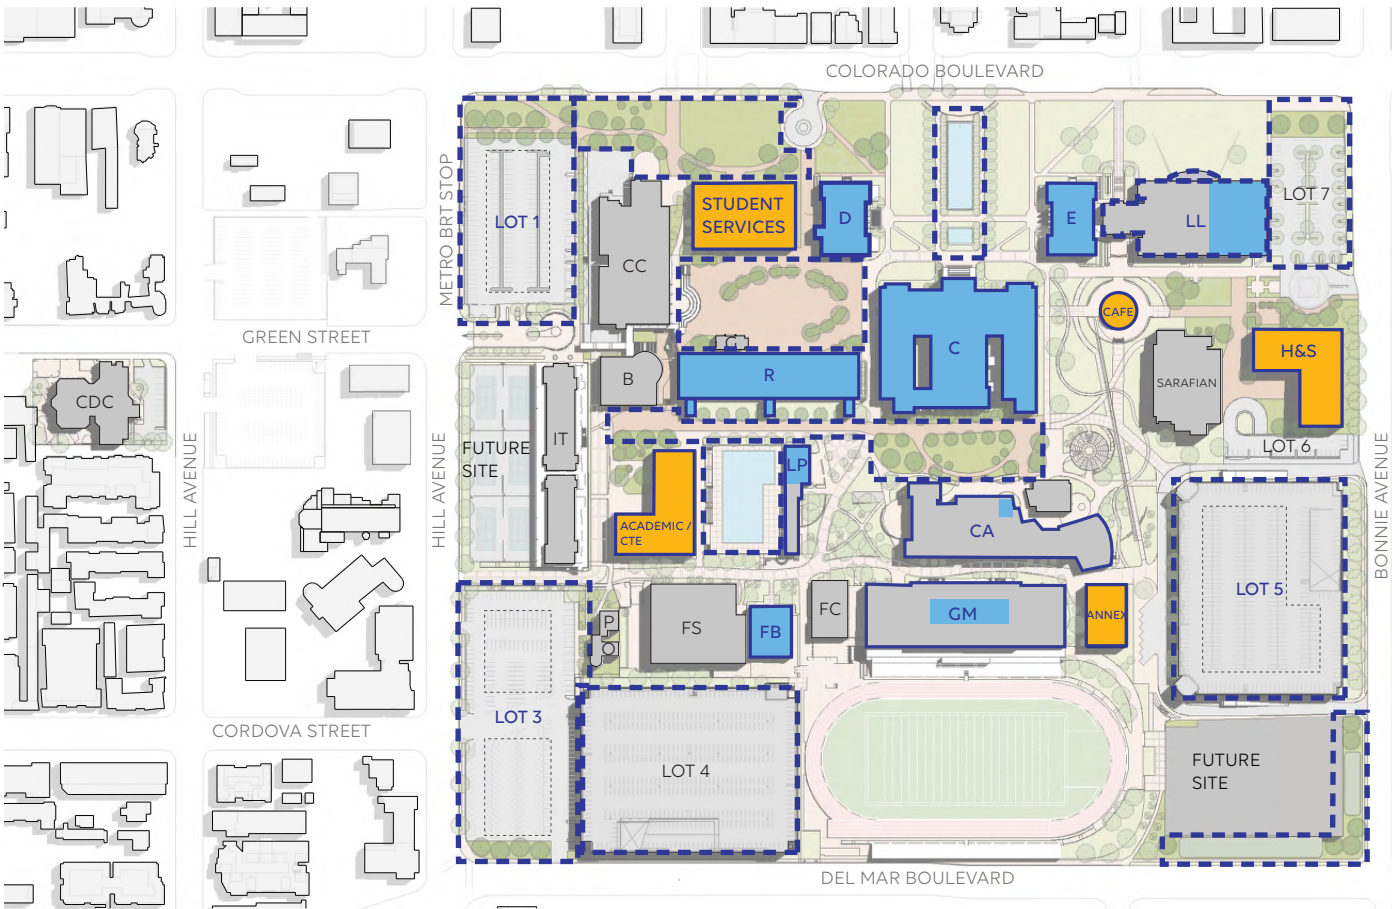 COLORADO BOULEVARD
METRO BRT STOP
LOT 1
CC
STUDENT
SERVICES
D
E
LL
LOT 7
GREEN STREET
CAFE
H&S
C
SARAFIAN
B
R
CDC
IT
FUTURE
SITE
LOT 6
HILL AVENUE
HILL AVENUE
BONNIE AVENUE
LP
ACADEMIC /
CTE
CA
LOT 5
P
FS
FB
FC
GM
ANNEX
LOT 3
CORDOVA STREET
LOT 4
FUTURE
SITE
DEL MAR BOULEVARD